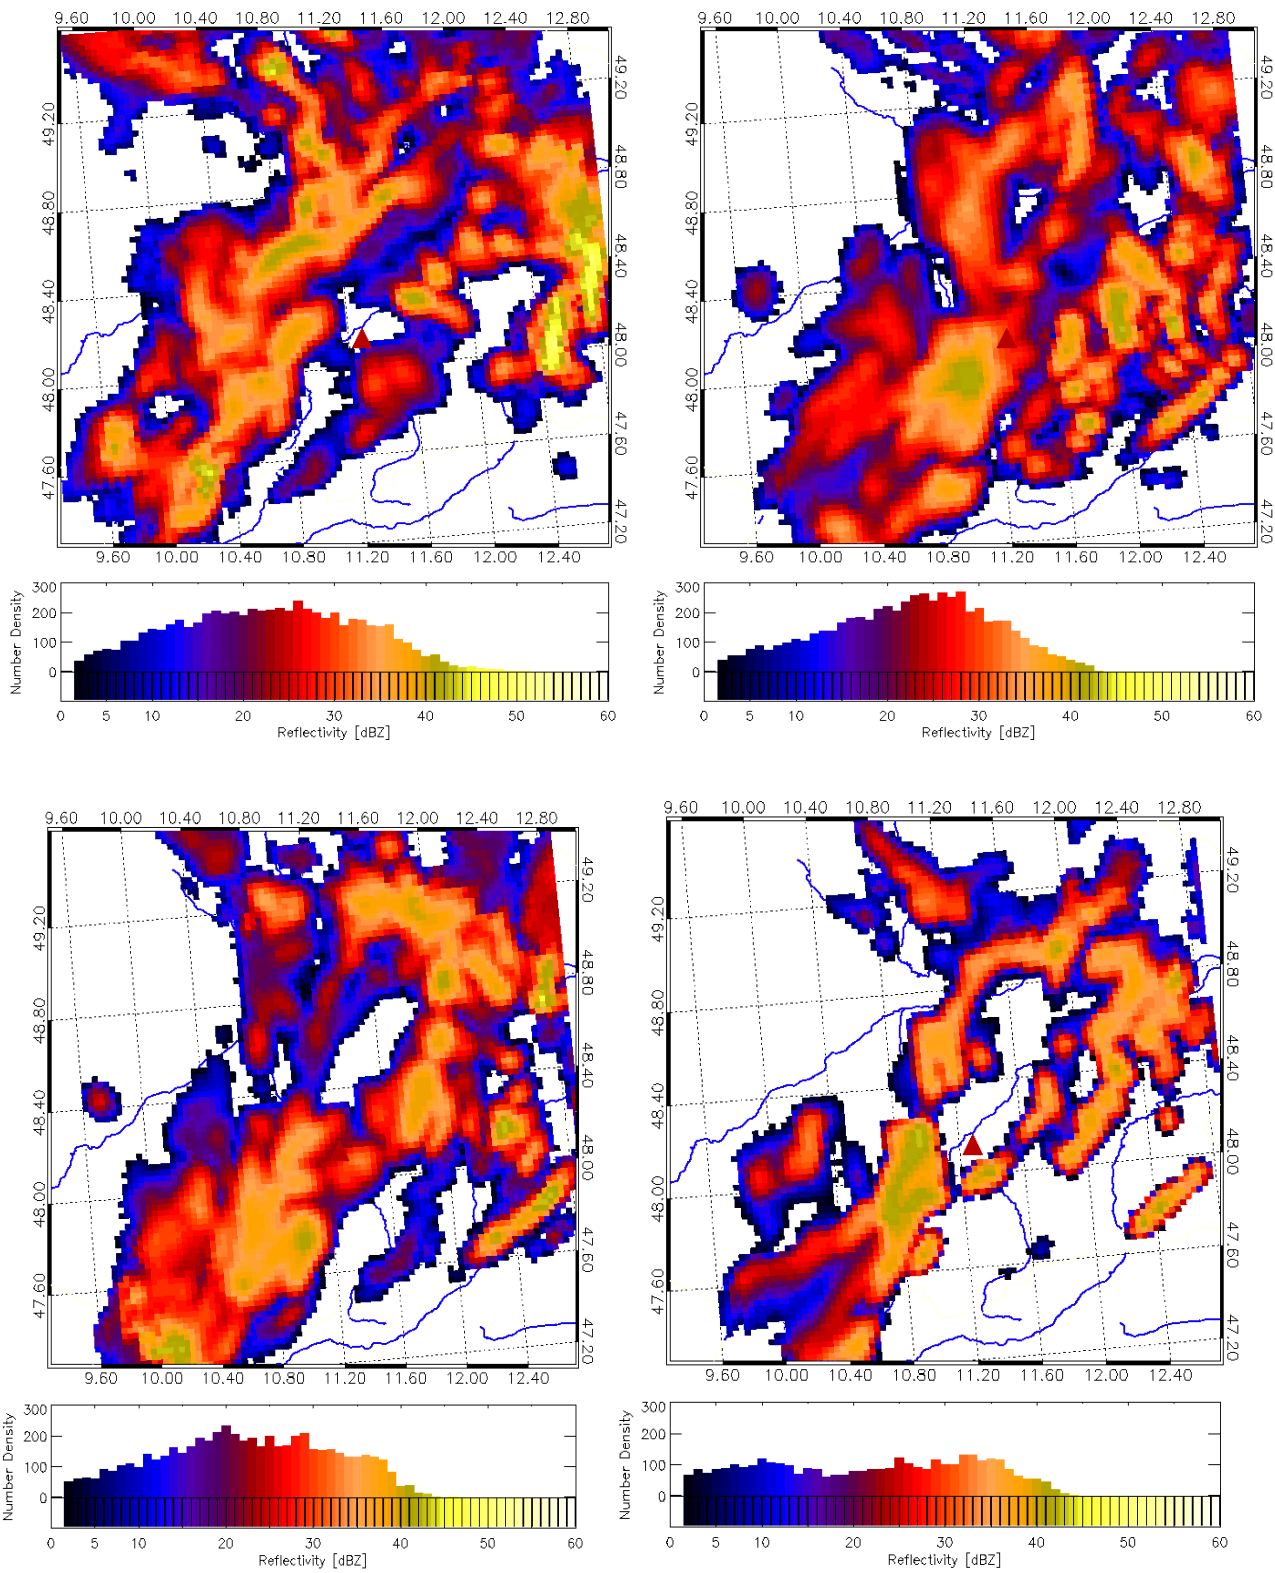 9.60 10.00 10.40 10.80 11.20 11.60 12.00 12.40 12.80
49.20 48.80 48.40 48.00 47.60
49.20 48.80 48.40 48.00 47.60 47.20
9.60 10.00 10.40 10.80 11.20 11.60 12.00 12.40
300
200
100
0
Number Density
0 5 10 20 30 40 50 60
Reflectivity [dBZ]
9.60 10.00 10.40 10.80 11.20 11.60 12.00 12.40 12.80
49.20 48.80 48.40 48.00 47.60
49.20 48.80 48.40 48.00 47.60 47.20
9.60 10.00 10.40 10.80 11.20 11.60 12.00 12.40
300
200
100
0
Number Density
0 5 10 20 30 40 50 60
Reflectivity [dBZ]
9.60 10.00 10.40 10.80 11.20 11.60 12.00 12.40 12.80
49.20 48.80 48.40 48.00 47.60
49.20 48.80 48.40 48.00 47.60 47.20
9.60 10.00 10.40 10.80 11.20 11.60 12.00 12.40
300
200
100
0
Number Density
0 5 10 20 30 40 50 60
Reflectivity [dBZ]
9.60 10.00 10.40 10.80 11.20 11.60 12.00 12.40 12.80
49.20 48.80 48.40 48.00 47.60
49.20 48.80 48.40 48.00 47.60 47.20
9.60 10.00 10.40 10.80 11.20 11.60 12.00 12.40
300
200
100
0
Number Density
0 5 10 20 30 40 50 60
Reflectivity [dBZ]